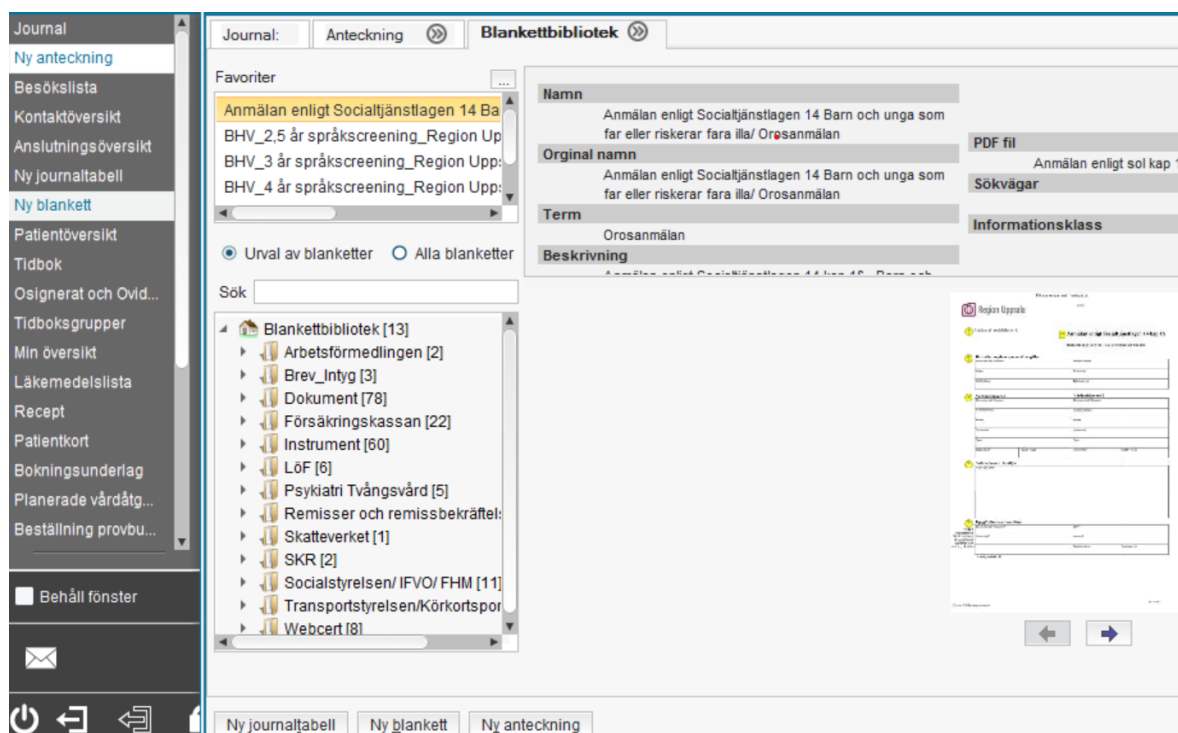 Journal
Ny anteckning
Besökslista
Kontaktöversikt
Anslutningsöversikt
Ny journaltabell
Ny blankett
Patientöversikt
Tidbok
Osignerat och Ovid...
Tidboksgrupper
Min översikt
Läkemedelslista
Recept
Patientkort
Bokningsunderlag
Planerade vårdåtg...
Beställning provbu...
Behåll fönster
Journal:
Anteckning
Blankettbibliotek
Favoriter
...
Anmälan enligt Socialtjänstlagen 14 Ba
BHV_2,5 år språkscreening_Region Up
BHV_3 år språkscreening_Region Upp
BHV_4 år språkscreening_Region Upp
Urval av blanketter
Alla blanketter
Sök
Blankettbibliotek [13]
Arbetsförmedlingen [2]
Brev_Intyg [3]
Dokument [78]
Försäkringskassan [22]
Instrument [60]
LöF [6]
Psykiatri Tvångsvård [5]
Remisser och remissbekräftel
Skatteverket [1]
SKR [2]
Socialstyrelsen/ IFVO/ FHM [11]
Transportstyrelsen/Körkortspor
Webcert [8]
Namn
Anmälan enligt Socialtjänstlagen 14 Barn och unga som
far eller riskerar fara illa/ Orosanmälan
Orginal namn
Anmälan enligt Socialtjänstlagen 14 Barn och unga som
far eller riskerar fara illa/ Orosanmälan
Term
Orosanmälan
Beskrivning
PDF fil
Anmälan enligt sol kap 1
Sökvägar
Informationsklass
Region Uppsala
Anmälan enligt Socialtjänstlagen 14 kap 1§
Ny journaltabell
Ny blankett
Ny anteckning